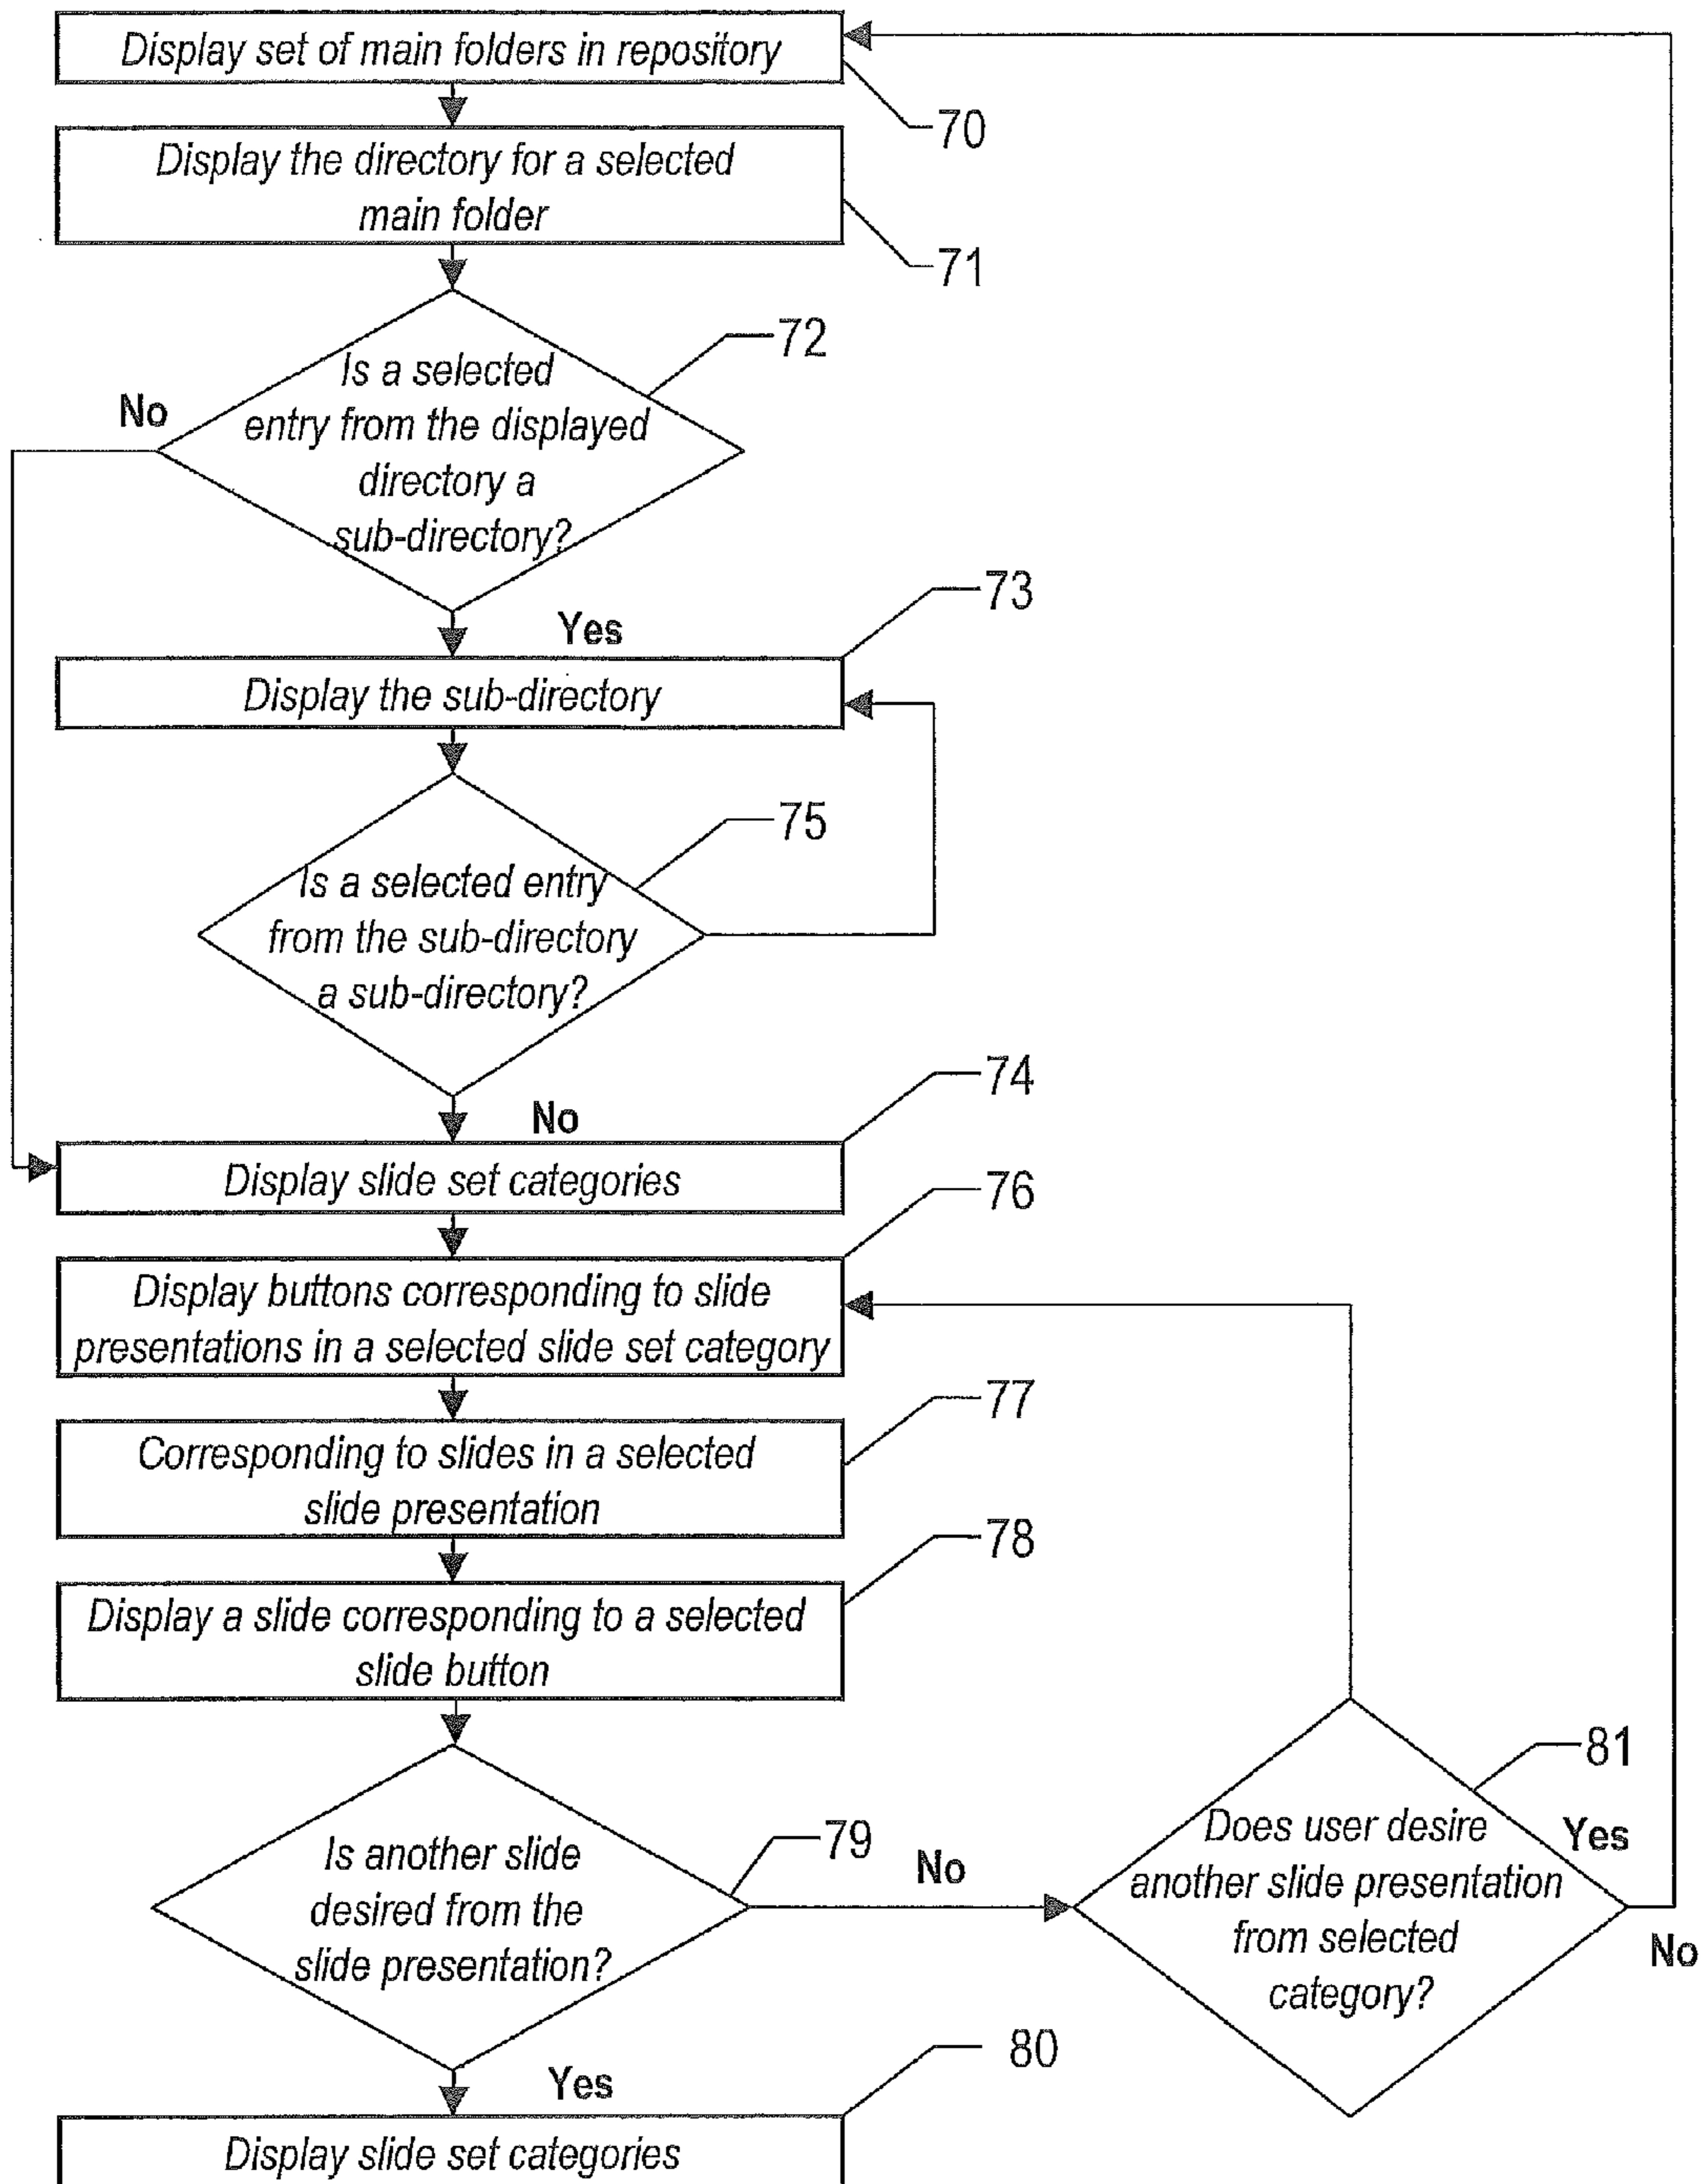 Display set of main folders in repository
70
Display the directory for a selected
main folder
71
72
Is a selected
entry from the displayed
directory a
sub-directory?
No
Yes
73
Display the sub-directory
75
Is a selected entry
from the sub-directory
a sub-directory?
No
74
Display slide set categories
76
Display buttons corresponding to slide
presentations in a selected slide set category
77
Corresponding to slides in a selected
slide presentation
78
Display a slide corresponding to a selected
slide button
79
Is another slide
desired from the
slide presentation?
No
81
Does user desire
another slide presentation
from selected
category?
Yes
No
Yes
80
Display slide set categories